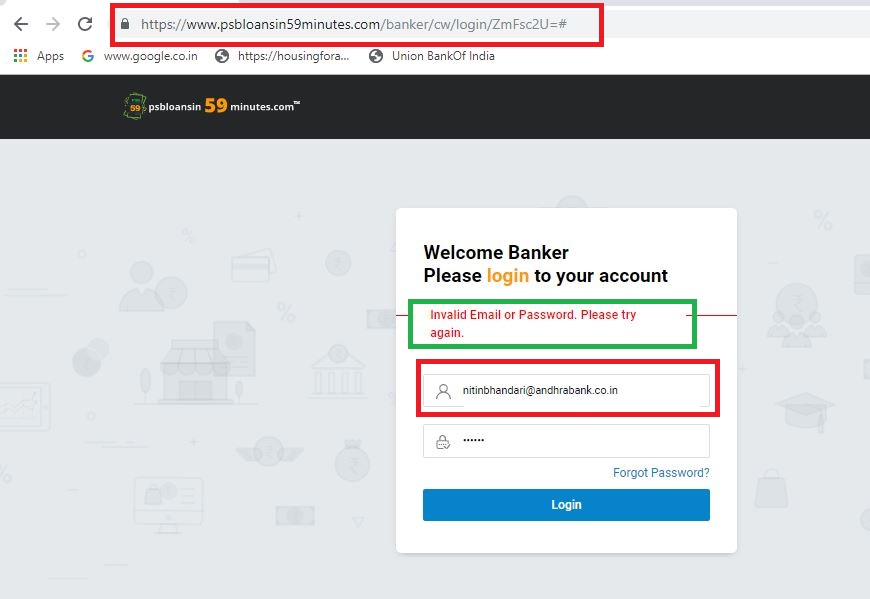 https://www.psbloansin59minutes.com/banker/cw/login/ZmFsc2U=#
Apps www.google.co.in https://housingfora... Union BankOf India
psbloansin 59 minutes.com™
Welcome Banker
Please login to your account
Invalid Email or Password. Please try
again.
nitinbhandari@andhrabank.co.in
••••••
Forgot Password?
Login